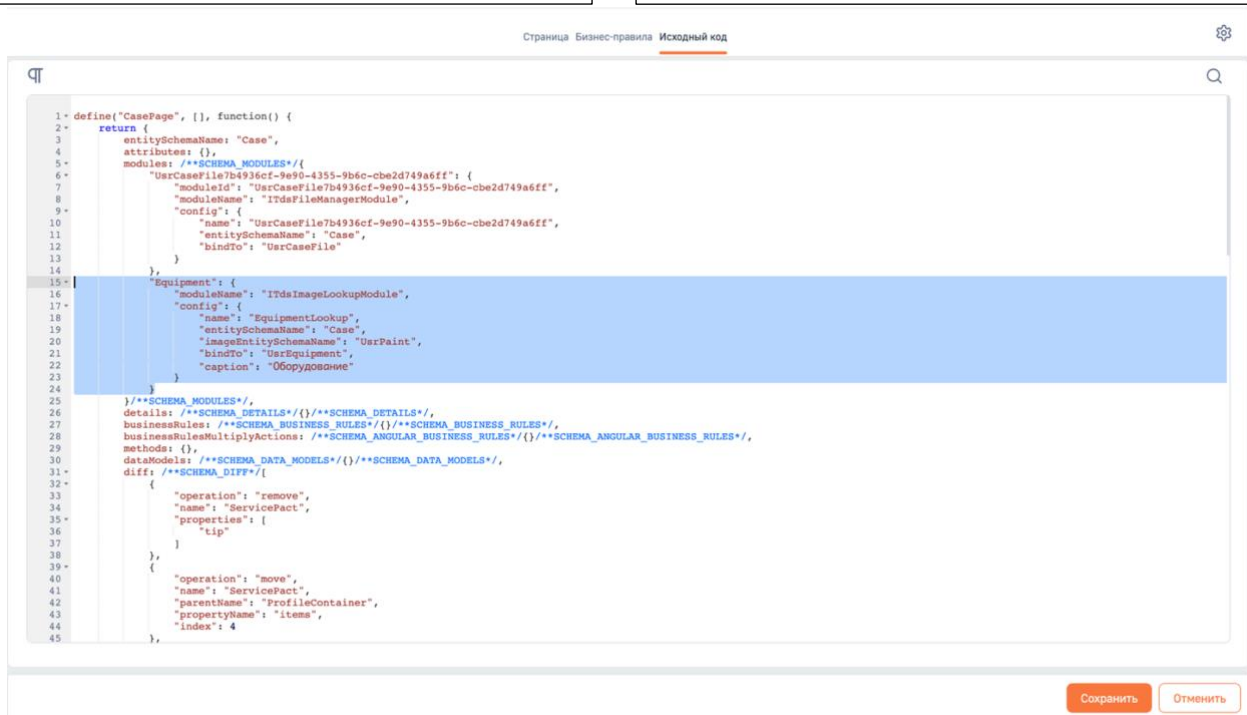 Страница Бизнес-правила Исходный код
¶
1 define("CasePage", [], function() {
2 return {
3 entitySchemaName: "Case",
4 attributes: {},
5 modules: /**SCHEMA_MODULES*/{
6 "UsrCaseFile7b4936cf-9e90-4355-9b6c-cbe2d749a6ff": {
7 "moduleId": "UsrCaseFile7b4936cf-9e90-4355-9b6c-cbe2d749a6ff",
8 "moduleName": "ITdsFileManagerModule",
9 "config": {
10 "name": "UsrCaseFile7b4936cf-9e90-4355-9b6c-cbe2d749a6ff",
11 "entitySchemaName": "Case",
12 "bindTo": "UsrCaseFile"
13 }
14 },
15 "Equipment": {
16 "moduleName": "ITdsImageLookupModule",
17 "config": {
18 "name": "EquipmentLookup",
19 "entitySchemaName": "Case",
20 "imageEntitySchemaName": "UsrPaint",
21 "bindTo": "UsrEquipment",
22 "caption": "Оборудование"
23 }
24 }
25 }/**SCHEMA_MODULES*/,
26 details: /**SCHEMA_DETAILS*/{}/**SCHEMA_DETAILS*/,
27 businessRules: /**SCHEMA_BUSINESS_RULES*/{}/**SCHEMA_BUSINESS_RULES*/,
28 businessRulesMultiplyActions: /**SCHEMA_ANGULAR_BUSINESS_RULES*/{}/**SCHEMA_ANGULAR_BUSINESS_RULES*/,
29 methods: {},
30 dataModels: /**SCHEMA_DATA_MODELS*/{}/**SCHEMA_DATA_MODELS*/,
31 diff: /**SCHEMA_DIFF*/[
32 {
33 "operation": "remove",
34 "name": "ServicePact",
35 "properties": [
36 "tip"
37 ]
38 },
39 {
40 "operation": "move",
41 "name": "ServicePact",
42 "parentName": "ProfileContainer",
43 "propertyName": "items",
44 "index": 4
45 },
Сохранить Отменить